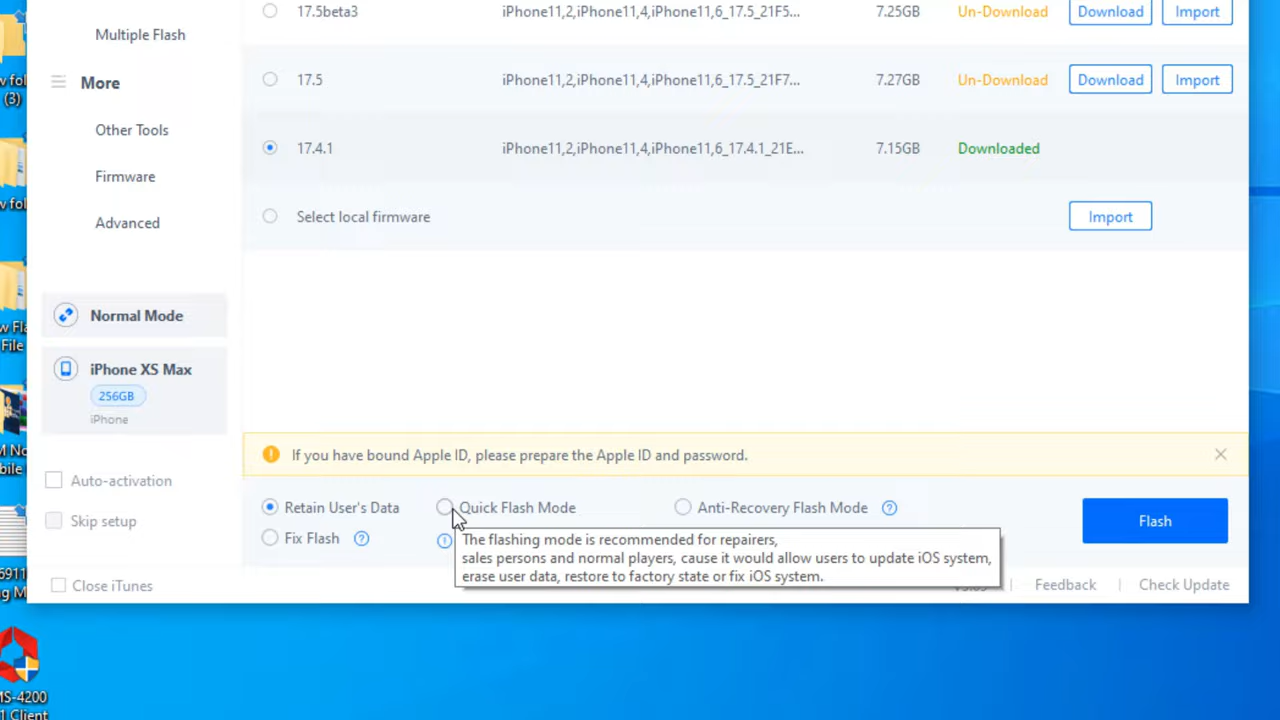 17.5beta3 iPhone11,2,iPhone11,4,iPhone11,6_17.5_21F5... 7.25GB Un-Download Download Import
Multiple Flash
17.5 iPhone11,2,iPhone11,4,iPhone11,6_17.5_21F7... 7.27GB Un-Download Download Import
More
(3)
Other Tools
17.4.1 iPhone11,2,iPhone11,4,iPhone11,6_17.4.1_21E... 7.15GB Downloaded
Firmware
Select local firmware Import
Advanced
Normal Mode
File
iPhone XS Max
256GB
iPhone
If you have bound Apple ID, please prepare the Apple ID and password.
Auto-activation
Retain User's Data Quick Flash Mode Anti-Recovery Flash Mode ?
Flash
Skip setup
Fix Flash ?
The flashing mode is recommended for repairers,
sales persons and normal players, cause it would allow users to update iOS system,
erase user data, restore to factory state or fix iOS system.
Close iTunes
Feedback Check Update
MS-4200
1 Client